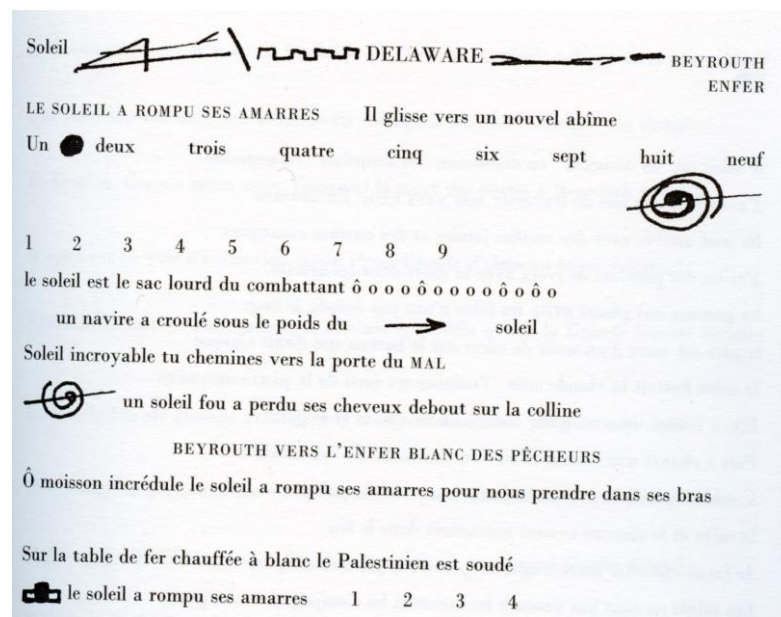 Soleil DELAWARE BEYROUTH
ENFER
LE SOLEIL A ROMPU SES AMARRES Il glisse vers un nouvel abîme
Un deux trois quatre cinq six sept huit neuf
1 2 3 4 5 6 7 8 9
le soleil est le sac lourd du combattant ô o o o ô o o o o ô o ô o
un navire a croulé sous le poids du soleil
Soleil incroyable tu chemines vers la porte du MAL
un soleil fou a perdu ses cheveux debout sur la colline
BEYROUTH VERS L'ENFER BLANC DES PÊCHEURS
Ô moisson incrédule le soleil a rompu ses amarres pour nous prendre dans ses bras
Sur la table de fer chauffée à blanc le Palestinien est soudé
le soleil a rompu ses amarres 1 2 3 4